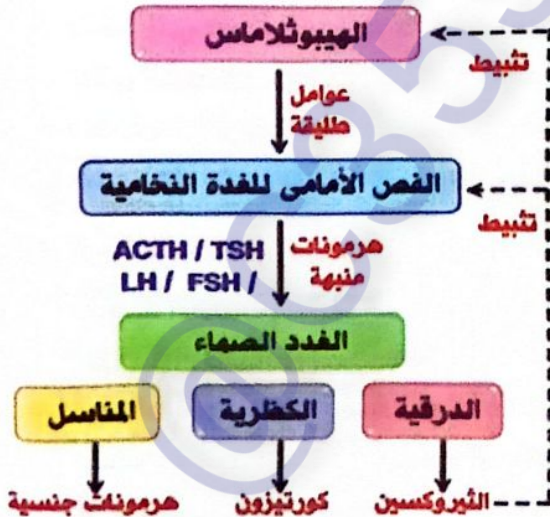 الهيبوثلاماس
تثبيط
عوامل
طليقة
الفص الأمامى للغدة النخامية
تثبيط
هرمونات
منبهة
ACTH / TSH
LH / FSH /
الغدد الصماء
الدرقية
الكظرية
المناسل
الثيروكسين
كورتيزون
هرمونات جنسية